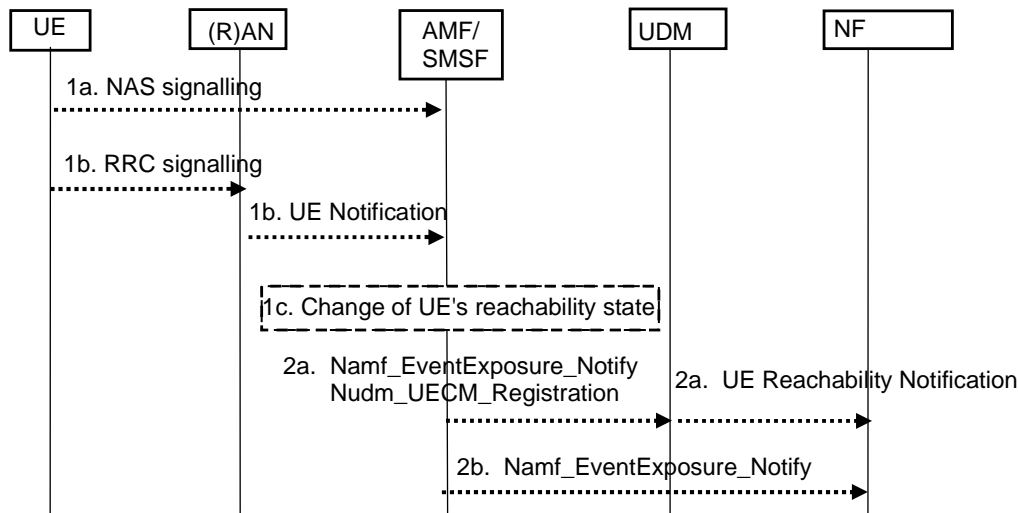 UE
(R)AN
AMF/
SMSF
UDM
NF
1a. NAS signalling
1b. RRC signalling
1b. UE Notification
1c. Change of UE's reachability state
2a. Namf_EventExposure_Notify
Nudm_UECM_Registration
2a. UE Reachability Notification
2b. Namf_EventExposure_Notify